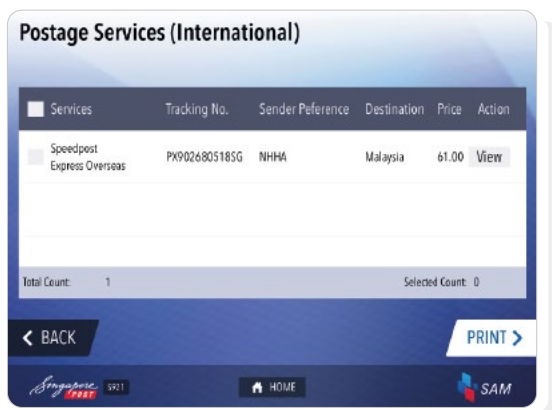 Postage Services (International)
Services Tracking No. Sender Peference Destination Price Action
Speedpost
Express Overseas PX902680518SG NHHA Malaysia 61.00 View
Total Count: 1 Selected Count: 0
BACK
PRINT
Singapore
POST
S921
HOME
SAM